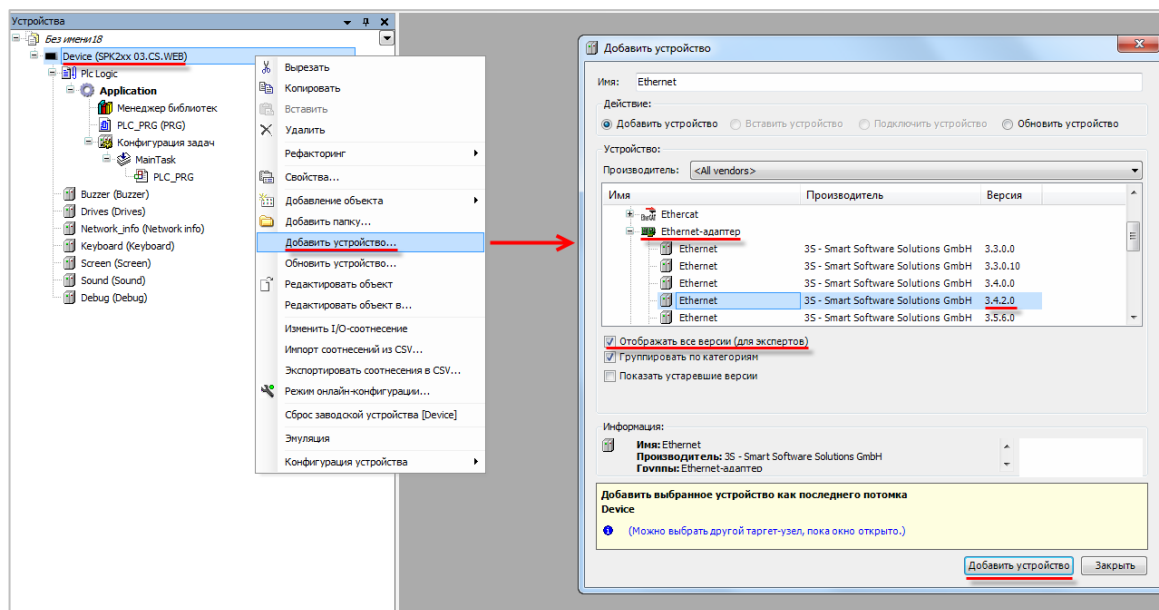 Устройства
Без имени18
Device (SPK2xx 03.CS.WEB)
Plc Logic
Application
Менеджер библиотек
PLC_PRG (PRG)
Конфигурация задач
MainTask
PLC_PRG
Buzzer (Buzzer)
Drives (Drives)
Network_info (Network info)
Keyboard (Keyboard)
Screen (Screen)
Sound (Sound)
Debug (Debug)
Вырезать
Копировать
Вставить
Удалить
Рефакторинг
Свойства...
Добавление объекта
Добавить папку...
Добавить устройство...
Обновить устройство...
Редактировать объект
Редактировать объект в...
Изменить I/O-соотнесение
Импорт соотнесений из CSV...
Экспортировать соотнесения в CSV...
Режим онлайн-конфигурации...
Сброс заводской устройства [Device]
Эмуляция
Конфигурация устройства
Добавить устройство
Имя: Ethernet
Действие:
Добавить устройство Вставить устройство Подключить устройство Обновить устройство
Устройство:
Производитель: <All vendors>
Имя Производитель Версия
Ethercat
Ethernet-адаптер
Ethernet 3S - Smart Software Solutions GmbH 3.3.0.0
Ethernet 3S - Smart Software Solutions GmbH 3.3.0.10
Ethernet 3S - Smart Software Solutions GmbH 3.4.0.0
Ethernet 3S - Smart Software Solutions GmbH 3.4.2.0
Ethernet 3S - Smart Software Solutions GmbH 3.5.6.0
Отображать все версии (для экспертов)
Группировать по категориям
Показать устаревшие версии
Информация:
Имя: Ethernet
Производитель: 3S - Smart Software Solutions GmbH
Группы: Ethernet-адаптер
Добавить выбранное устройство как последнего потомка
Device
(Можно выбрать другой таргет-узел, пока окно открыто.)
Добавить устройство Закрыть